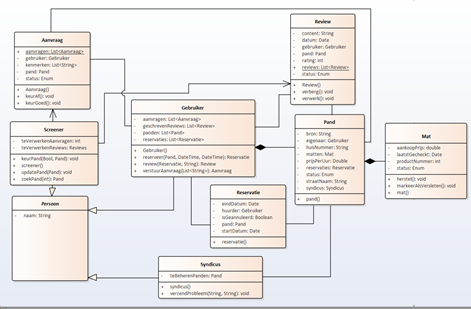 Aanvraag
- aanvragen: List<Aanvraag>
- gebruiker: Gebruiker
- kenmerken: List<String>
- pand: Pand
- status: Enum
+ Aanvraag()
+ keurAf(): void
+ keurGoed(): void
Review
- content: String
- datum: Date
- gebruiker: Gebruiker
- pand: Pand
- rating: int
+ reviews: List<Review>
- status: Enum
+ Review()
+ verberg(): void
+ verwerk(): void
Gebruiker
- aanvragen: List<Aanvraag>
- geschrevenReviews: List<Review>
- panden: List<Pand>
- reservaties: List<Reservatie>
+ Gebruiker()
+ reserveer(Pand, DateTime, DateTime): Reservatie
+ review(Reservatie, String): Review
+ verstuurAanvraag(List<String>): Aanvraag
Screener
- teVerwerkenAanvragen: int
- teVerwerkenReviews: Reviews
+ keurPand(Bool, Pand): void
+ screener()
+ updatePand(Pand): void
+ zoekPand(int): Pand
Pand
- bron: String
- eigenaar: Gebruiker
- huisNummer: String
- matten: Mat
- prijsPerUur: Double
- reservaties: Reservatie
- status: Enum
- straatNaam: String
- syndicus: Syndicus
+ pand()
Mat
- aankoopPrijs: double
- laatstGecheckt: Date
- productNummer: int
- status: Enum
+ herstel(): void
+ markeerAlsVersleten(): void
+ mat()
Persoon
- naam: String
Reservatie
- eindDatum: Date
- huurder: Gebruiker
- isGeannuleerd: Boolean
- pand: Pand
- startDatum: Date
+ reservatie()
Syndicus
- teBeherenPanden: Pand
+ syndicus()
+ verzendProbleem(String, String): void